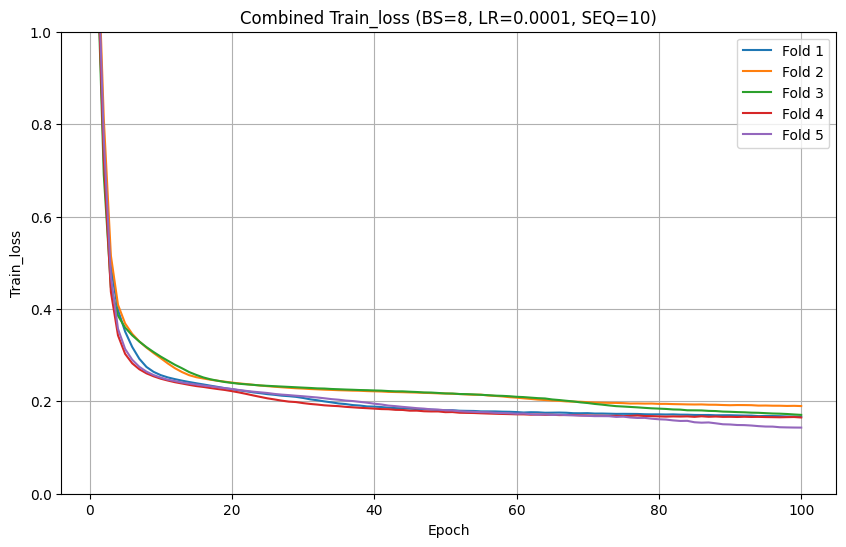 Combined Train_loss (BS=8, LR=0.0001, SEQ=10)
Train_loss
1.0
0.8
0.6
0.4
0.2
0.0
0 20 40 60 80 100
Epoch
Fold 1
Fold 2
Fold 3
Fold 4
Fold 5